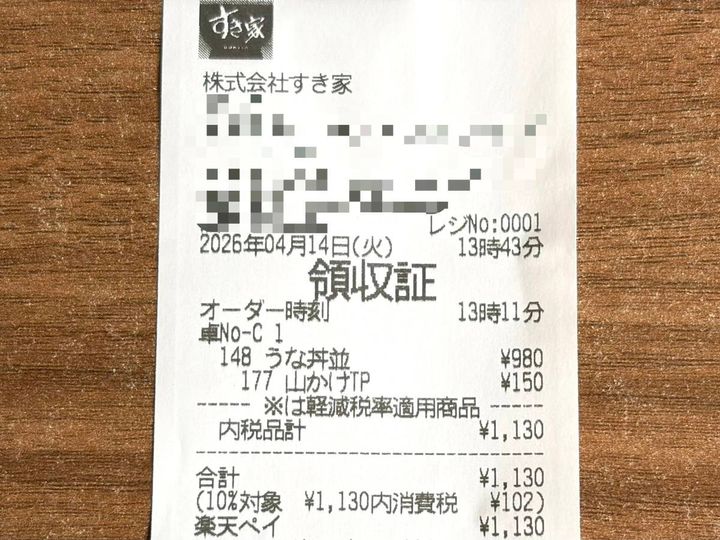 すき家
SUKIYA
株式会社すき家
レジNo:0001
2026年04月14日(火) 13時43分
領収証
オーダー時刻 13時11分
卓No-C 1
148 うな丼並 ¥980
177 山かけTP ¥150
----- ※は軽減税率適用商品 -----
内税品計 ¥1,130
--------------------------------
合計 ¥1,130
(10%対象 ¥1,130内消費税 ¥102)
楽天ペイ ¥1,130